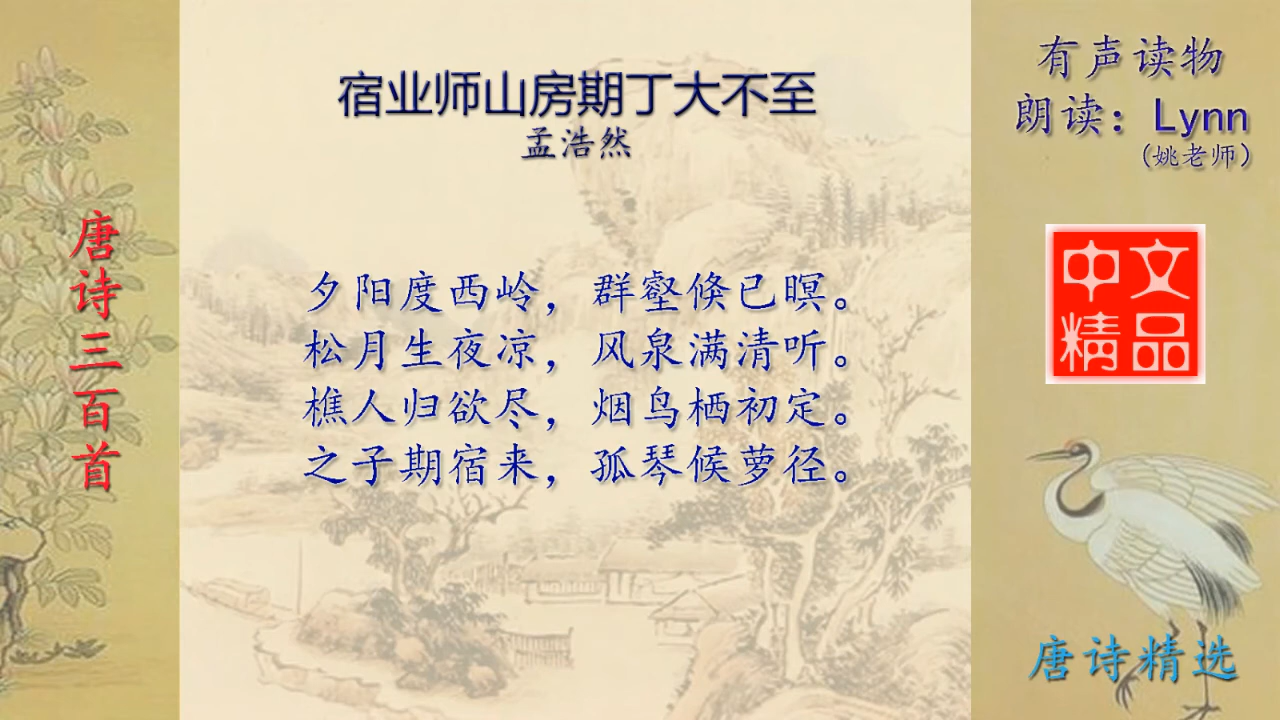 宿业师山房期丁大不至
孟浩然
夕阳度西岭，群壑倏已暝。
松月生夜凉，风泉满清听。
樵人归欲尽，烟鸟栖初定。
之子期宿来，孤琴候萝径。
唐诗三百首
有声读物
朗读：Lynn
（姚老师）
中文
精品
唐诗精选